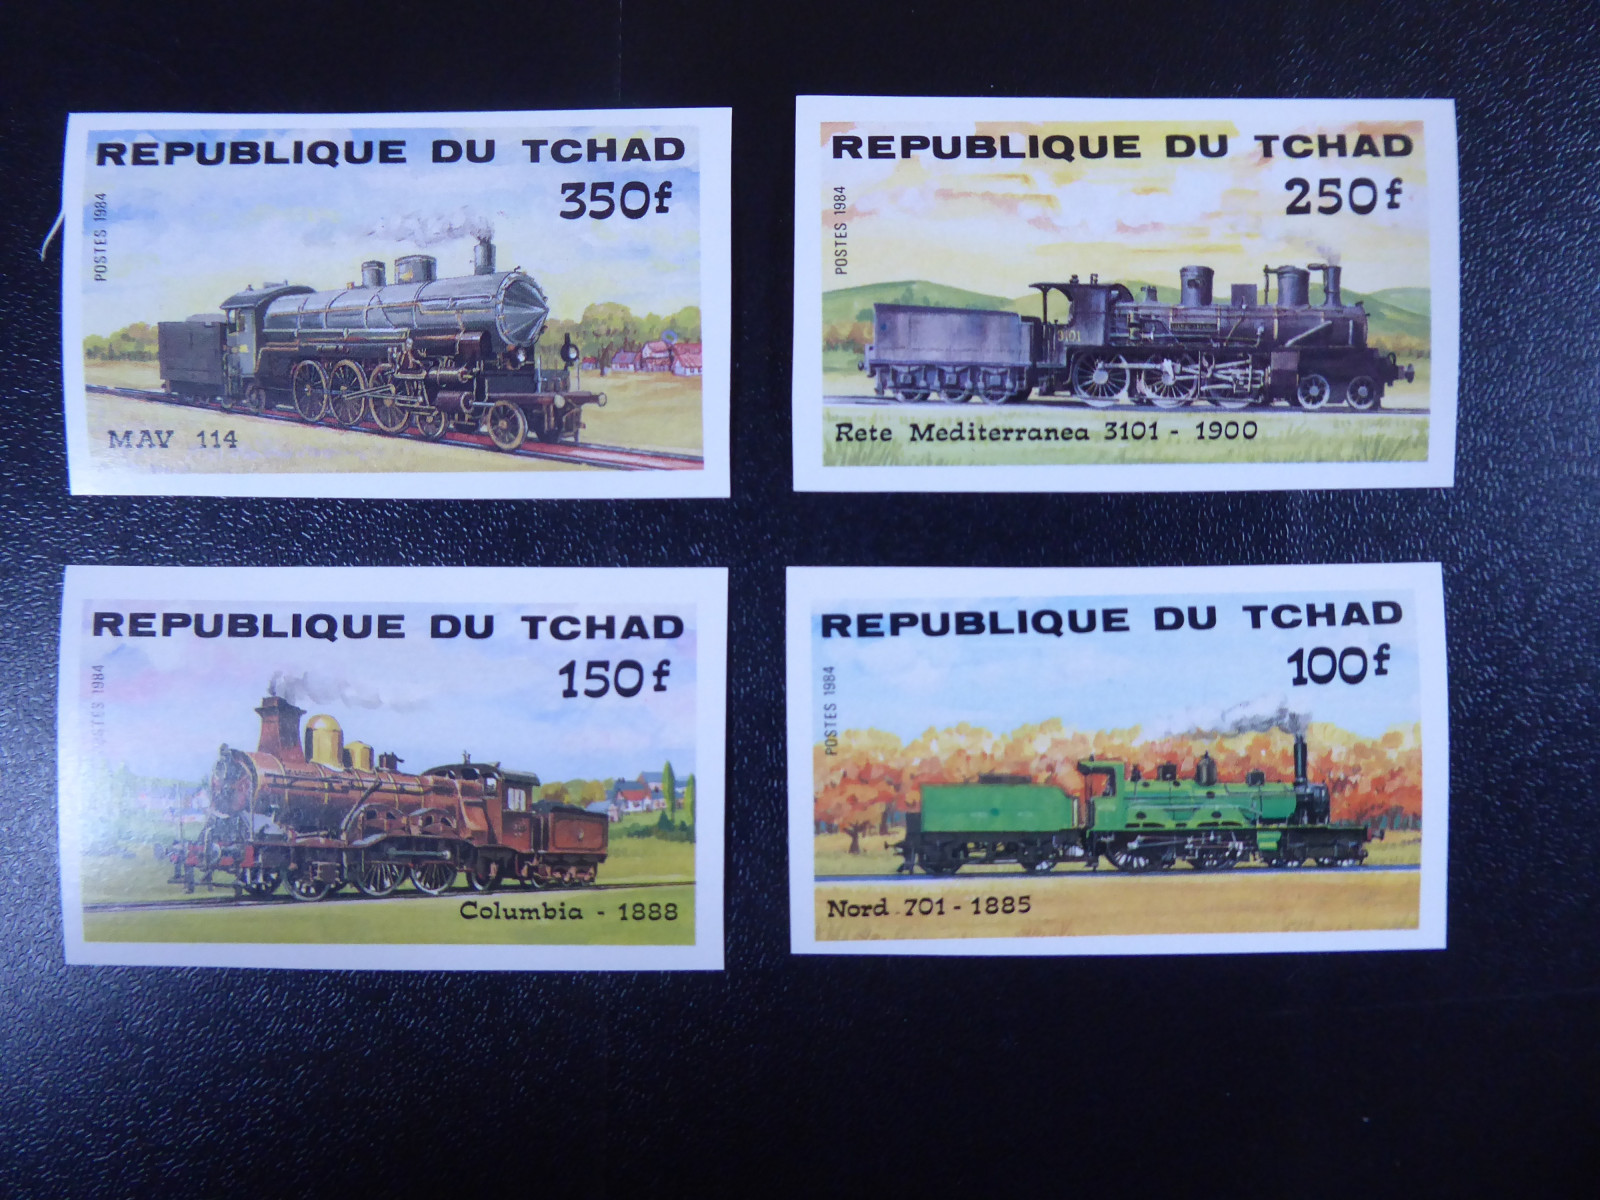 REPUBLIQUE DU TCHAD
350f
POSTES 1984
MAV 114
REPUBLIQUE DU TCHAD
250f
POSTES 1984
3101
Rete Mediterranea 3101 - 1900
REPUBLIQUE DU TCHAD
150f
POSTES 1984
Columbia - 1888
REPUBLIQUE DU TCHAD
100f
POSTES 1984
Nord 701 - 1885